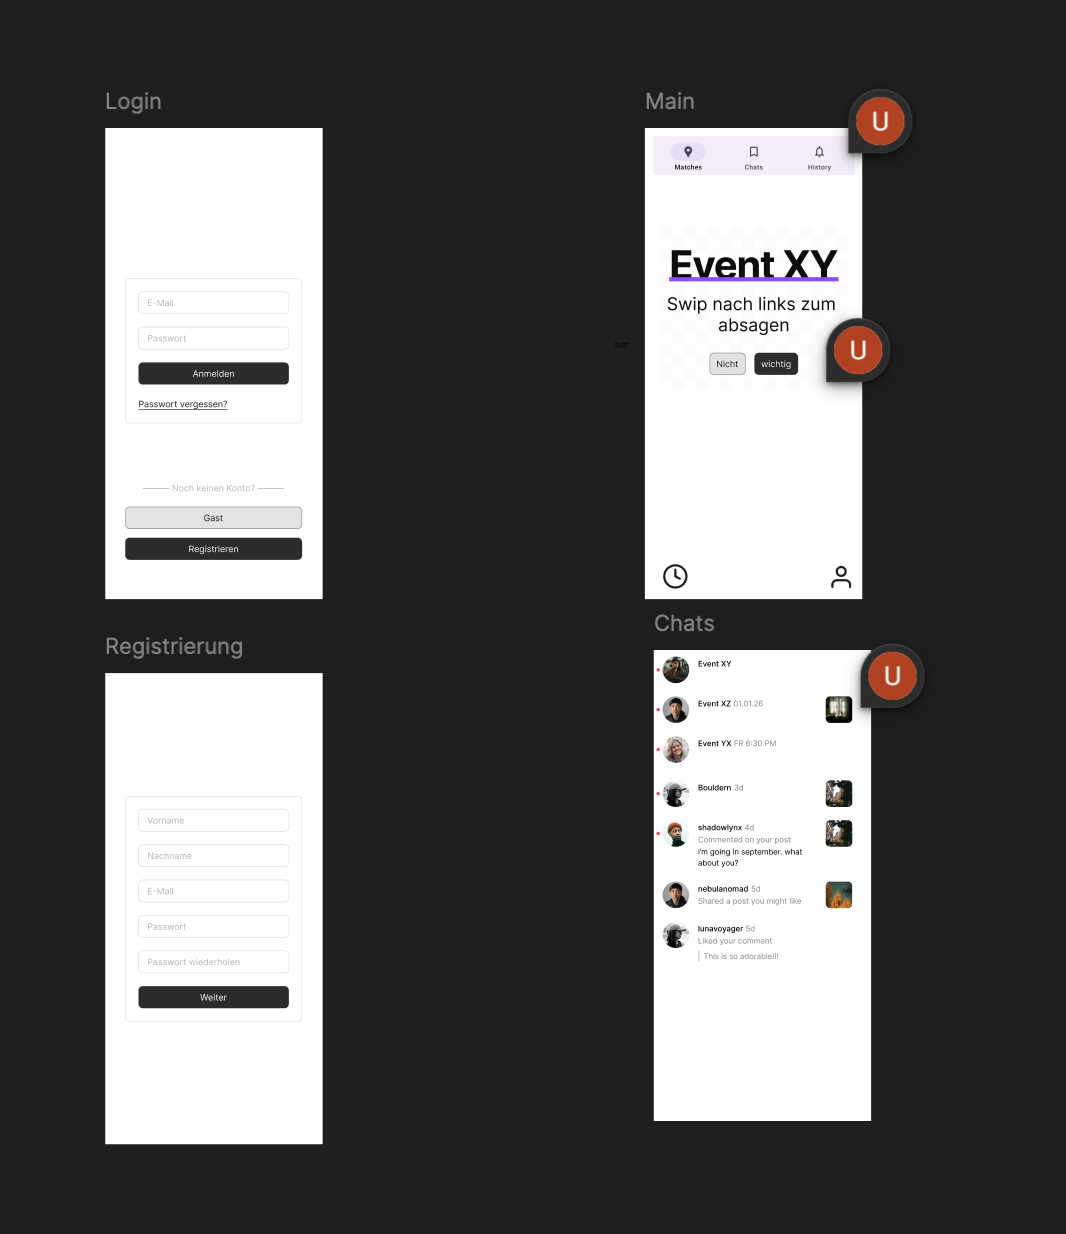 Login
E-Mail
Passwort
Anmelden
Passwort vergessen?
Noch keinen Konto?
Gast
Registrieren
Main
U
Matches
Chats
History
Event XY
Swip nach links zum
absagen
Nicht
wichtig
U
bar
Registrierung
Vorname
Nachname
E-Mail
Passwort
Passwort wiederholen
Weiter
Chats
U
Event XY
Event XZ 01.01.26
Event YX FR 6:30 PM
Bouldern 3d
shadowlynx 4d
Commented on your post
i'm going in september. what
about you?
nebulanomad 5d
Shared a post you might like
lunavoyager 5d
Liked your comment
This is so adorable!!!